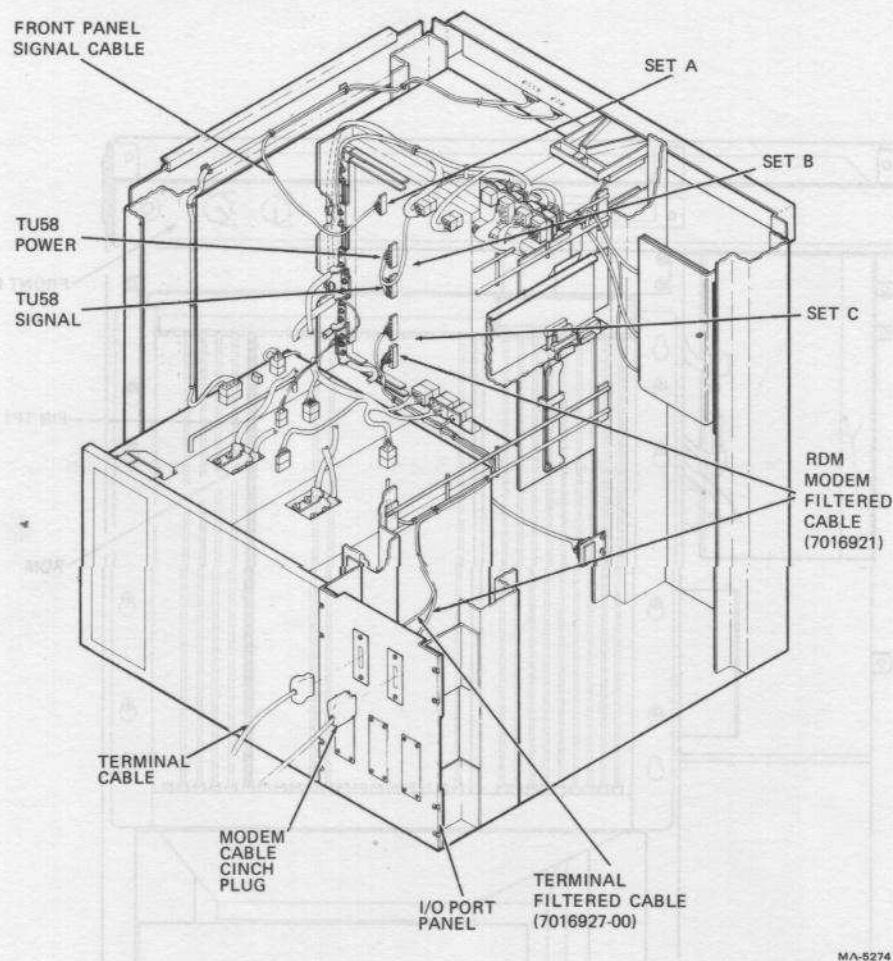 FRONT PANEL
SIGNAL CABLE
SET A
SET B
TU58
POWER
TU58
SIGNAL
SET C
RDM
MODEM
FILTERED
CABLE
(7016921)
TERMINAL
CABLE
MODEM
CABLE
CINCH
PLUG
I/O PORT
PANEL
TERMINAL
FILTERED CABLE
(7016927-00)
MA-5274